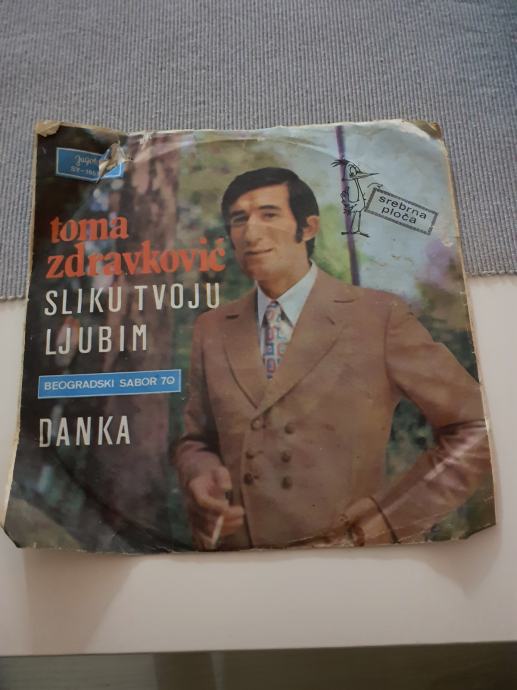 toma
zdravković
SLIKU TVOJU
LJUBIM
BEOGRADSKI SABOR 70
DANKA
srebrna
ploča